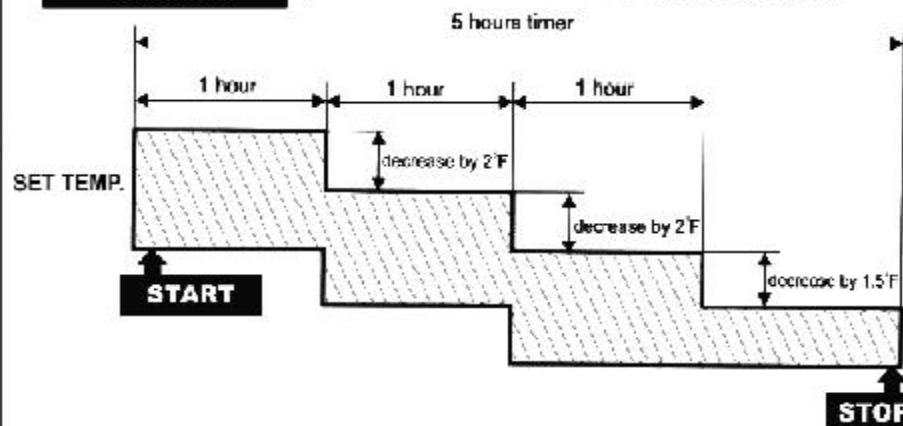 5 hours timer
1 hour
1 hour
1 hour
decrease by 2°F
SET TEMP.
decrease by 2°F
decrease by 1.5°F
START
STOP